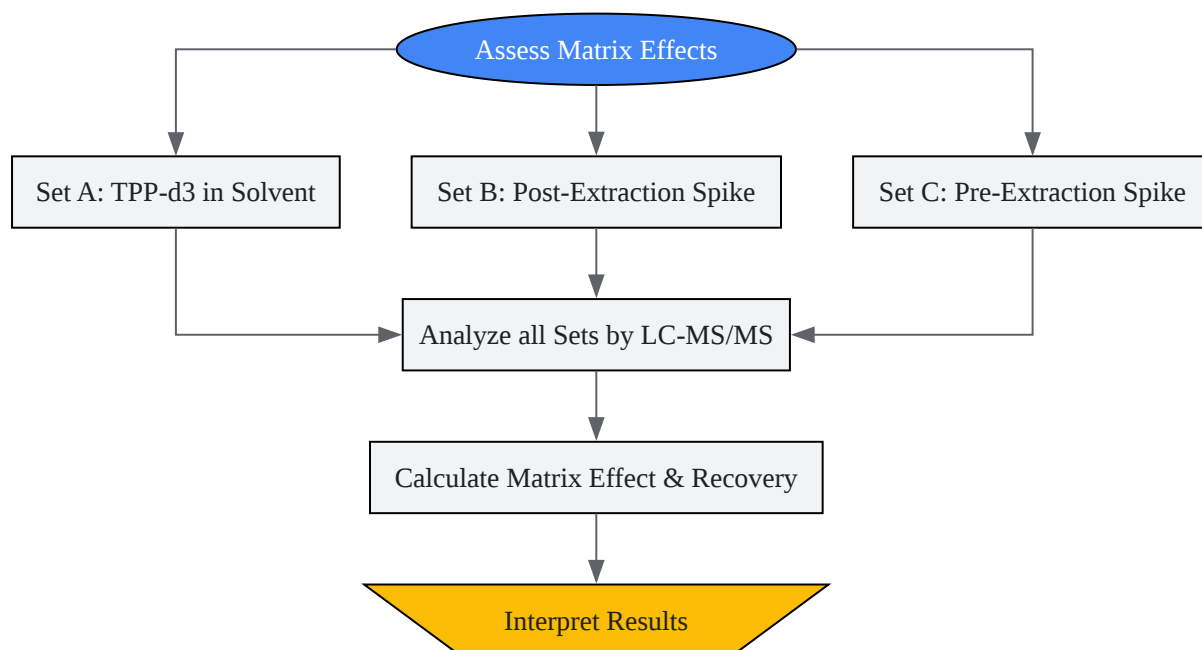 Assess Matrix Effects
Set A: TPP-d3 in Solvent
Set B: Post-Extraction Spike
Set C: Pre-Extraction Spike
Analyze all Sets by LC-MS/MS
Calculate Matrix Effect & Recovery
Interpret Results